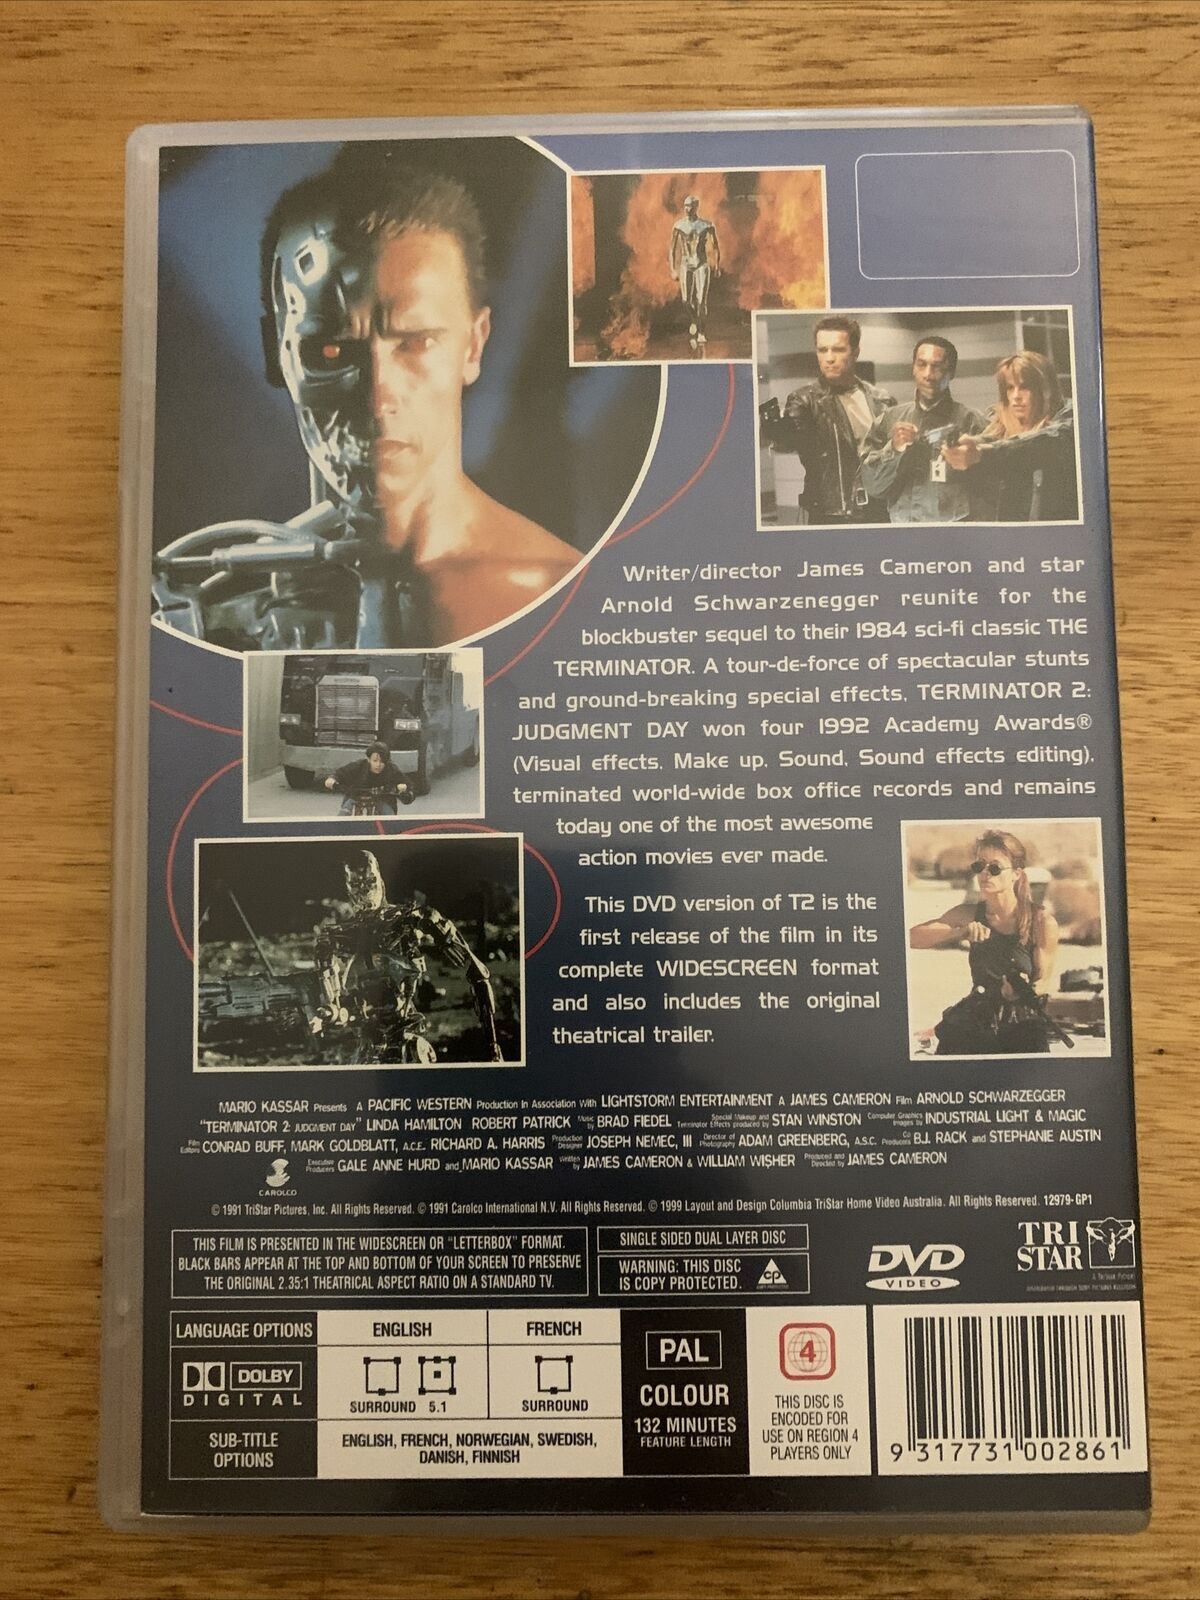 Writer/director James Cameron and star
Arnold Schwarzenegger reunite for the
blockbuster sequel to their 1984 sci-fi classic THE
TERMINATOR. A tour-de-force of spectacular stunts
and ground-breaking special effects, TERMINATOR 2:
JUDGMENT DAY won four 1992 Academy Awards®
(Visual effects, Make up, Sound, Sound effects editing),
terminated world-wide box office records and remains
today one of the most awesome
action movies ever made.
This DVD version of T2 is the
first release of the film in its
complete WIDESCREEN format
and also includes the original
theatrical trailer.
MARIO KASSAR Presents A PACIFIC WESTERN Production In Association With LIGHTSTORM ENTERTAINMENT A JAMES CAMERON Film ARNOLD SCHWARZEGGER
"TERMINATOR 2: JUDGMENT DAY" LINDA HAMILTON ROBERT PATRICK Music by BRAD FIEDEL Special Makeup and Terminator Effects produced by STAN WINSTON Computer Graphics Images by INDUSTRIAL LIGHT & MAGIC
Film Editors CONRAD BUFF, MARK GOLDBLATT, A.C.E. RICHARD A. HARRIS Production Designer JOSEPH NEMEC, III Director of Photography ADAM GREENBERG, A.S.C. Co Producers B.J. RACK and STEPHANIE AUSTIN
Executive Producers GALE ANNE HURD and MARIO KASSAR Written by JAMES CAMERON & WILLIAM WISHER Produced and Directed by JAMES CAMERON
CAROLCO
© 1991 TriStar Pictures, Inc. All Rights Reserved. © 1991 Carolco International N.V. All Rights Reserved. © 1999 Layout and Design Columbia TriStar Home Video Australia. All Rights Reserved. 12979-GP1
THIS FILM IS PRESENTED IN THE WIDESCREEN OR "LETTERBOX" FORMAT.
BLACK BARS APPEAR AT THE TOP AND BOTTOM OF YOUR SCREEN TO PRESERVE
THE ORIGINAL 2.35:1 THEATRICAL ASPECT RATIO ON A STANDARD TV.
SINGLE SIDED DUAL LAYER DISC
WARNING: THIS DISC
IS COPY PROTECTED.
CP
DVD
VIDEO
TRI
STAR
LANGUAGE OPTIONS
ENGLISH
FRENCH
DOLBY
DIGITAL
SURROUND 5.1
SURROUND
SUB-TITLE
OPTIONS
ENGLISH, FRENCH, NORWEGIAN, SWEDISH,
DANISH, FINNISH
PAL
COLOUR
132 MINUTES
FEATURE LENGTH
4
THIS DISC IS
ENCODED FOR
USE ON REGION 4
PLAYERS ONLY
9 317731 002861